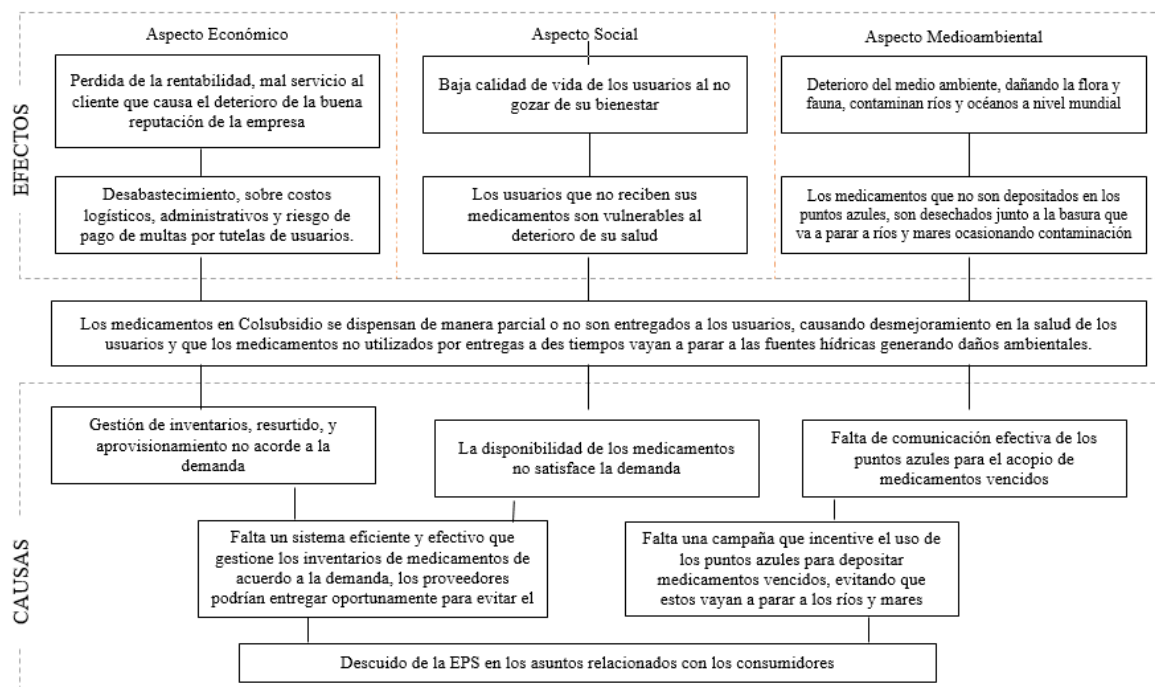 Aspecto Económico
Perdida de la rentabilidad, mal servicio al
cliente que causa el deterioro de la buena
reputación de la empresa
Desabastecimiento, sobre costos
logísticos, administrativos y riesgo de
pago de multas por tutelas de usuarios.
Aspecto Social
Baja calidad de vida de los usuarios al no
gozar de su bienestar
Los usuarios que no reciben sus
medicamentos son vulnerables al
deterioro de su salud
Aspecto Medioambiental
Deterioro del medio ambiente, dañando la flora y
fauna, contaminan ríos y océanos a nivel mundial
Los medicamentos que no son depositados en los
puntos azules, son desechados junto a la basura que
va a parar a ríos y mares ocasionando contaminación
EFECTOS
Los medicamentos en Colsubsidio se dispensan de manera parcial o no son entregados a los usuarios, causando desmejoramiento en la salud de los
usuarios y que los medicamentos no utilizados por entregas a des tiempos vayan a parar a las fuentes hídricas generando daños ambientales.
CAUSAS
Gestión de inventarios, resurtido, y
aprovisionamiento no acorde a la
demanda
La disponibilidad de los medicamentos
no satisface la demanda
Falta de comunicación efectiva de los
puntos azules para el acopio de
medicamentos vencidos
Falta un sistema eficiente y efectivo que
gestione los inventarios de medicamentos de
acuerdo a la demanda, los proveedores
podrían entregar oportunamente para evitar el
Falta una campaña que incentive el uso de
los puntos azules para depositar
medicamentos vencidos, evitando que
estos vayan a parar a los ríos y mares
Descuido de la EPS en los asuntos relacionados con los consumidores